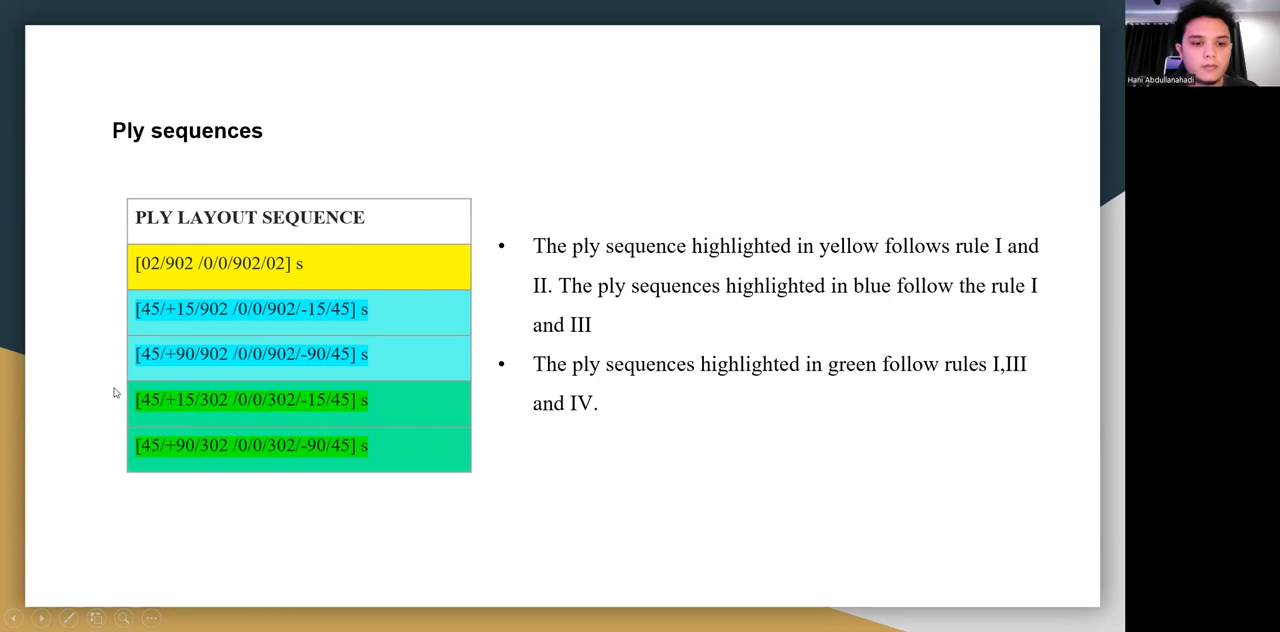 Hani Abdullanahadi
Ply sequences
PLY LAYOUT SEQUENCE
[02/902 /0/0/902/02] s
[45/+15/902 /0/0/902/-15/45] s
[45/+90/902 /0/0/902/-90/45] s
[45/+15/302 /0/0/302/-15/45] s
[45/+90/302 /0/0/302/-90/45] s
• The ply sequence highlighted in yellow follows rule I and
II. The ply sequences highlighted in blue follow the rule I
and III
• The ply sequences highlighted in green follow rules I,III
and IV.